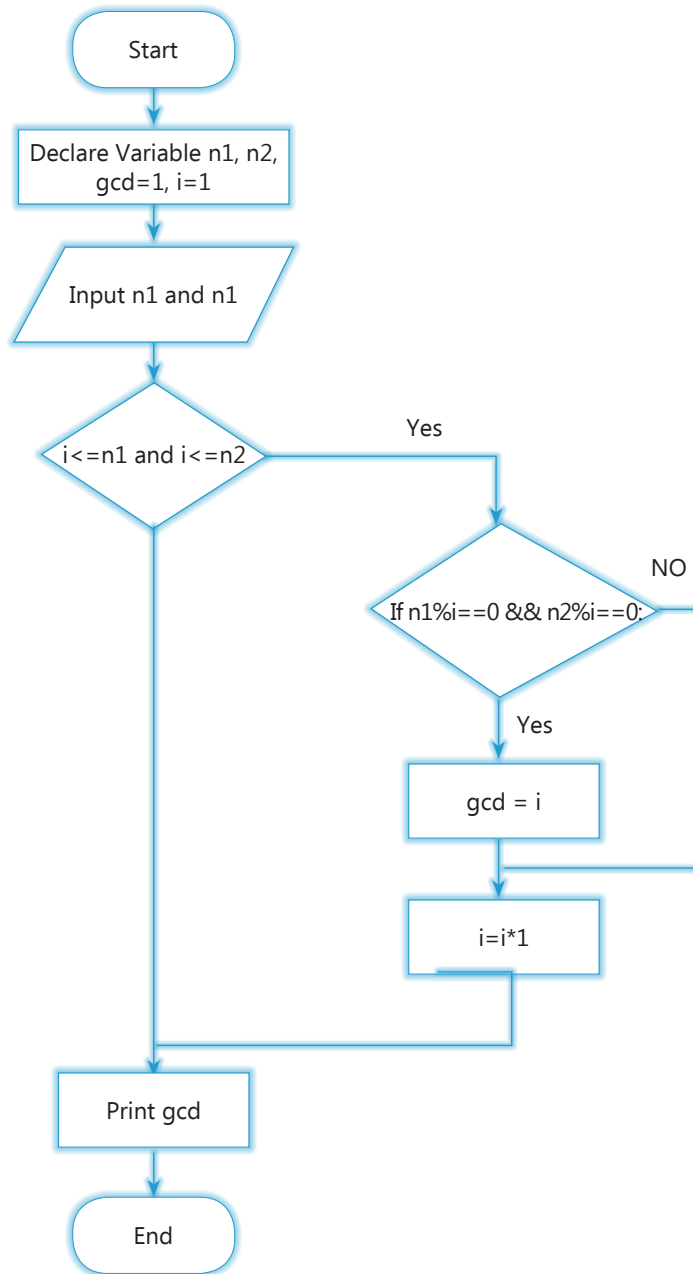 Start
Declare Variable n1, n2,
gcd=1, i=1
Input n1 and n1
i<=n1 and i<=n2
Yes
If n1%i==0 && n2%i==0:
NO
Yes
gcd = i
i=i*1
Print gcd
End